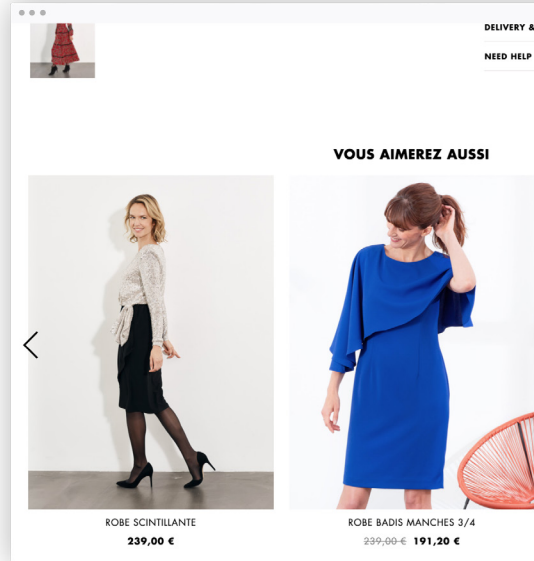 DELIVERY &
NEED HELP
VOUS AIMEREZ AUSSI
ROBE SCINTILLANTE
239,00 €
ROBE BADIS MANCHES 3/4
239,00 € 191,20 €